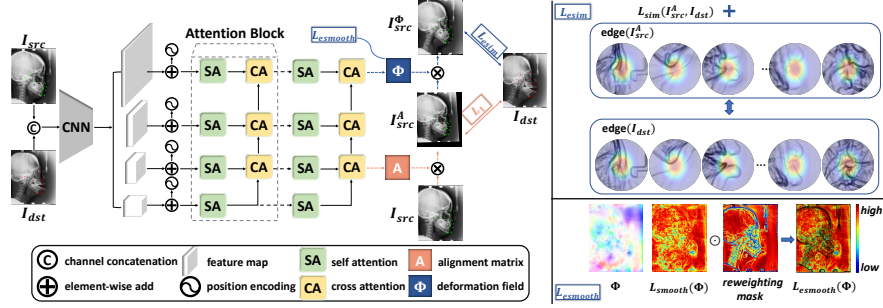 I_src
I_dst
C
CNN
Attention Block
SA CA SA CA
SA CA SA CA
SA CA SA CA
SA SA
L_esmooth
Φ
A
I^Φ_src
I^A_src
I_src
L_esim
L_1
I_dst
C channel concatenation
feature map
SA self attention
A alignment matrix
element-wise add
position encoding
CA cross attention
Φ deformation field
L_esim
L_sim(I^A_src, I_dst) +
edge(I^A_src)
...
edge(I_dst)
...
high
low
L_esmooth
Φ
L_smooth(Φ)
reweighting
mask
L_esmooth(Φ)